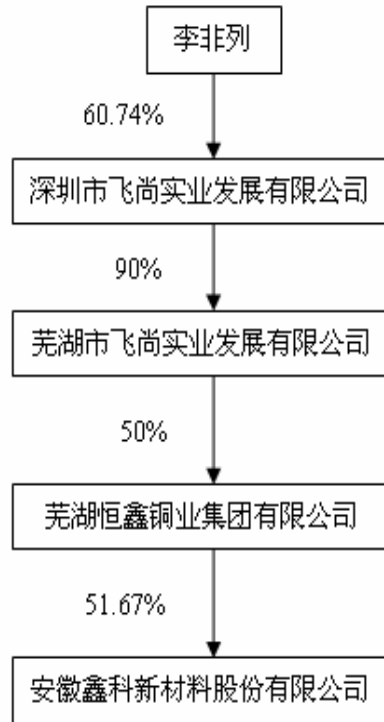 李非列
60.74%
深圳市飞尚实业发展有限公司
90%
芜湖市飞尚实业发展有限公司
50%
芜湖恒鑫铜业集团有限公司
51.67%
安徽鑫科新材料股份有限公司